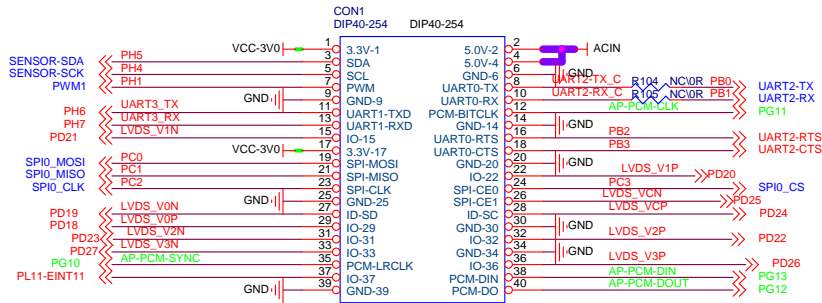 CON1
DIP40-254 DIP40-254
VCC-3V0 1 3.3V-1 5.0V-2 2 ACIN
SENSOR-SDA PH5 3 SDA 5.0V-4 4
SENSOR-SCK PH4 5 SCL GND-6 6 GND
PWM1 PH1 7 PWM UART0-TX 8 UART2-TX_C R104 NC\0R PB0 UART2-TX
GND 9 GND-9 UART0-RX 10 UART2-RX_C R105 NC\0R PB1 UART2-RX
PH6 UART3_TX 11 UART1-TXD PCM-BITCLK 12 AP-PCM-CLK PG11
PH7 UART3_RX 13 UART1-RXD GND-14 14 GND
PD21 LVDS_V1N 15 IO-15 UART0-RTS 16 PB2 UART2-RTS
VCC-3V0 17 3.3V-17 UART0-CTS 18 PB3 UART2-CTS
SPI0_MOSI PC0 19 SPI-MOSI GND-20 20 GND
SPI0_MISO PC1 21 SPI-MISO IO-22 22 LVDS_V1P PD20
SPI0_CLK PC2 23 SPI-CLK SPI-CE0 24 PC3 SPI0_CS
GND 25 GND-25 SPI-CE1 26 LVDS_VCN PD25
PD19 LVDS_V0N 27 ID-SD ID-SC 28 LVDS_VCP PD24
PD18 LVDS_V0P 29 IO-29 GND-30 30 GND
PD23 LVDS_V2N 31 IO-31 IO-32 32 LVDS_V2P PD22
PD27 LVDS_V3N 33 IO-33 GND-34 34 GND
PG10 AP-PCM-SYNC 35 PCM-LRCLK IO-36 36 LVDS_V3P PD26
PL11-EINT11 37 IO-37 PCM-DIN 38 AP-PCM-DIN PG13
GND 39 GND-39 PCM-DO 40 AP-PCM-DOUT PG12